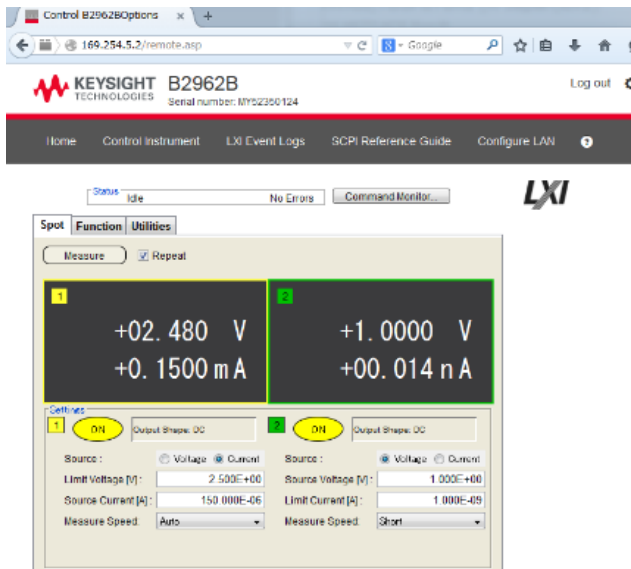 Control B2962BOptions × +
169.254.5.2/remote.asp
8 - Google
KEYSIGHT B2962B
TECHNOLOGIES
Serial number: MY52350124
Log out
Home Control Instrument LXI Event Logs SCPI Reference Guide Configure LAN ?
Status
Idle No Errors Command Monitor...
LXI
Spot Function Utilities
Measure Repeat
1 2
+02.480 V +1.0000 V
+0.1500 mA +00.014 nA
Settings
1 ON Output Shape: DC 2 ON Output Shape: DC
Source : Voltage Current Source : Voltage Current
Limit Voltage [V] : 2.500E+00 Source Voltage [V] : 1.000E+00
Source Current [A] : 150.000E-06 Limit Current [A] : 1.000E-09
Measure Speed: Auto Measure Speed: Short